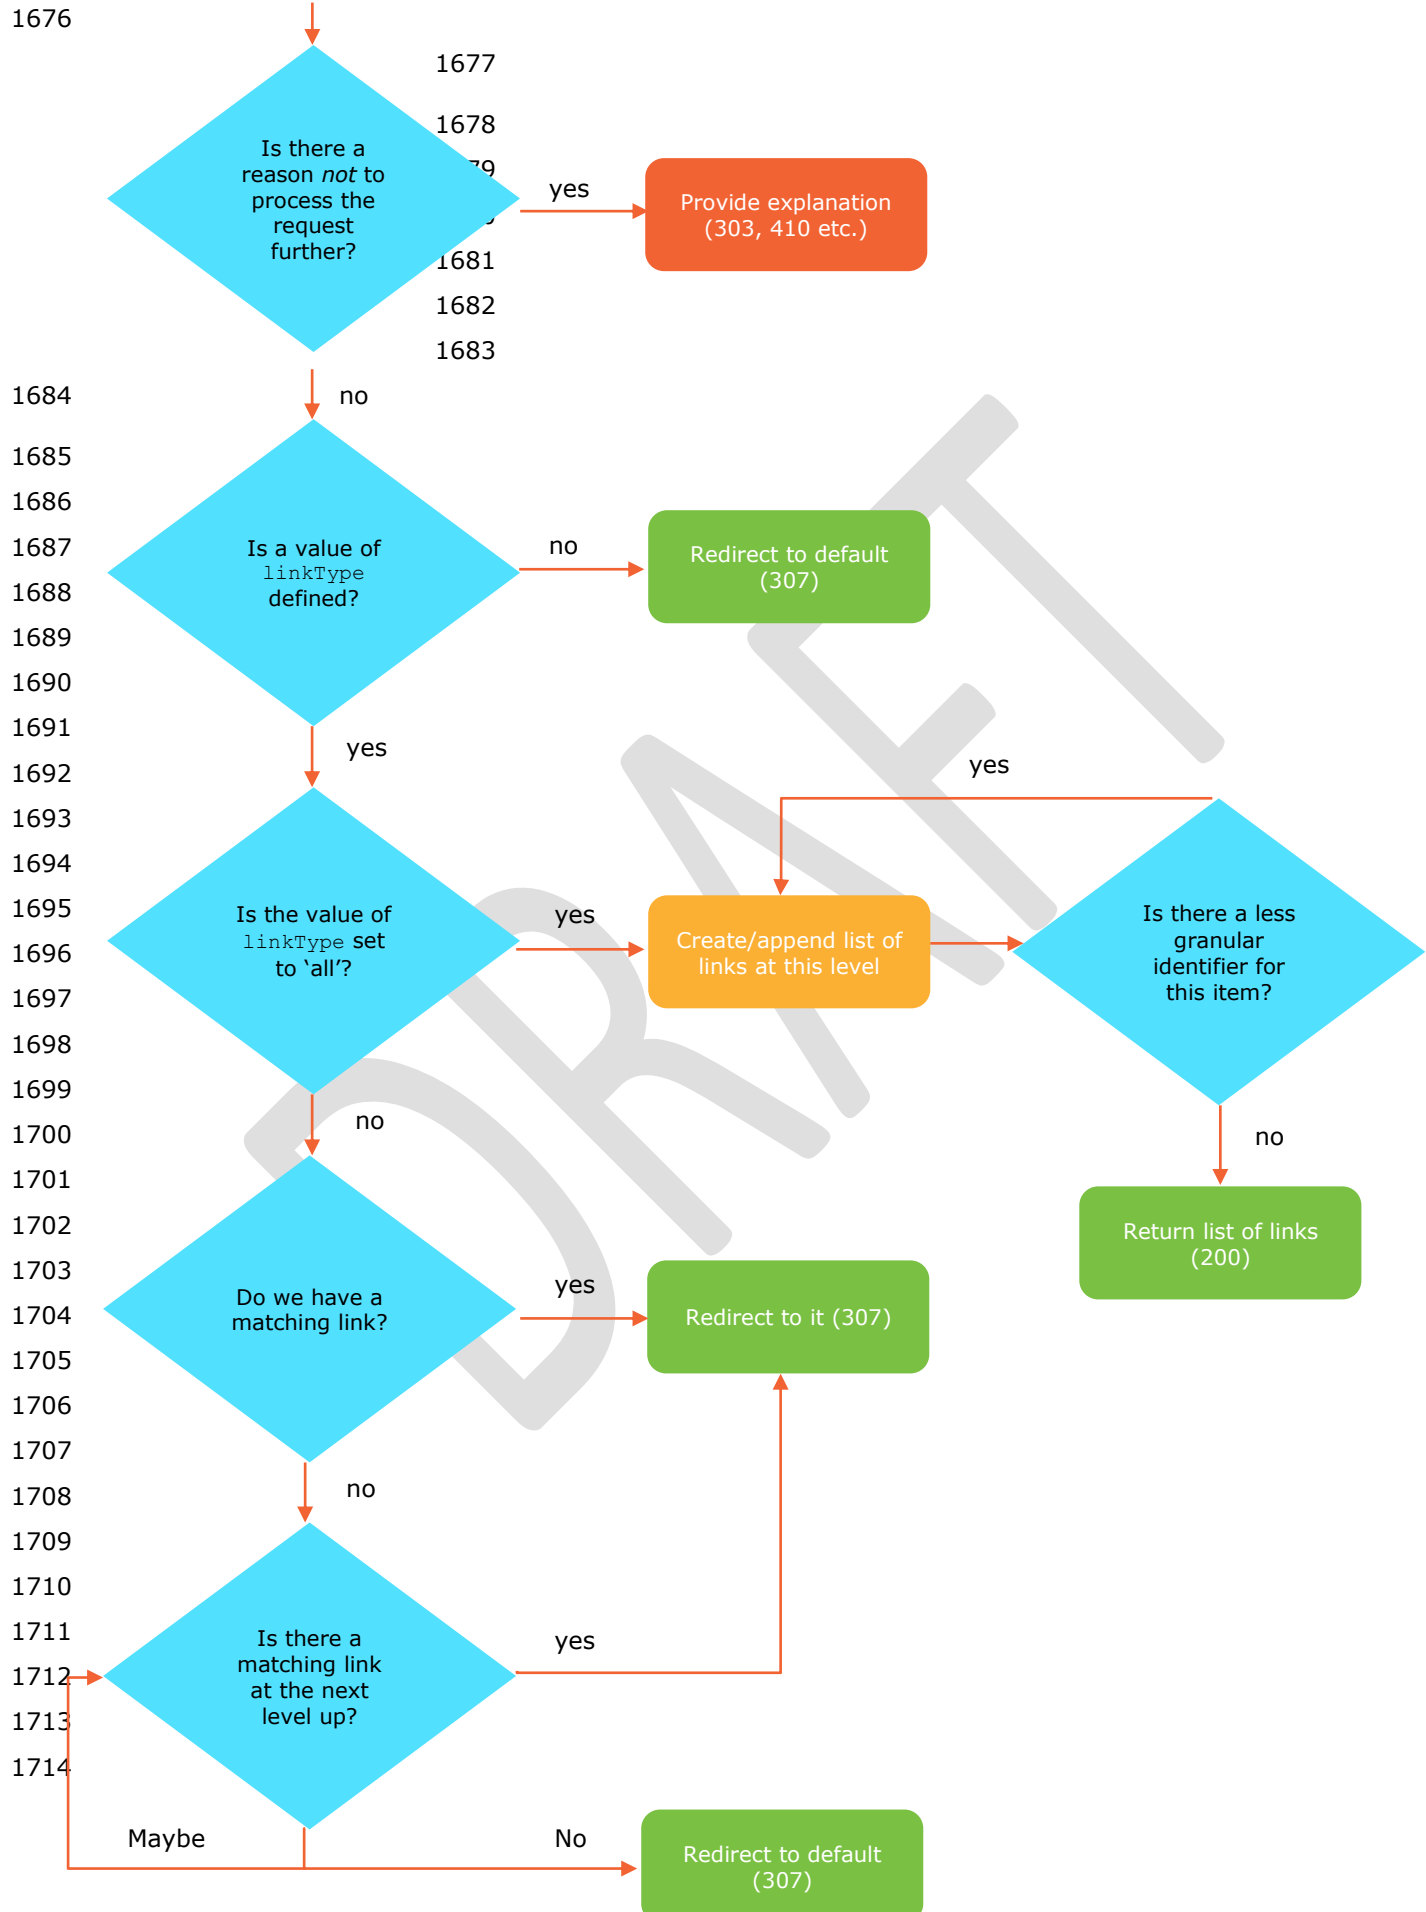 1676
1677
1678
Is there a
reason not to
process the
request
further?
79
yes
Provide explanation
(303, 410 etc.)
1681
1682
1683
1684
no
1685
1686
1687
1688
1689
1690
1691
Is a value of
linkType
defined?
no
Redirect to default
(307)
yes
1692
1693
1694
1695
1696
1697
1698
1699
yes
Is the value of
linkType set
to ‘all’?
yes
Create/append list of
links at this level
Is there a less
granular
identifier for
this item?
no
no
1700
1701
1702
1703
1704
1705
1706
1707
Return list of links
(200)
Do we have a
matching link?
yes
Redirect to it (307)
no
1708
1709
1710
1711
1712
1713
1714
Is there a
matching link
at the next
level up?
yes
Maybe
No
Redirect to default
(307)
DRAFT